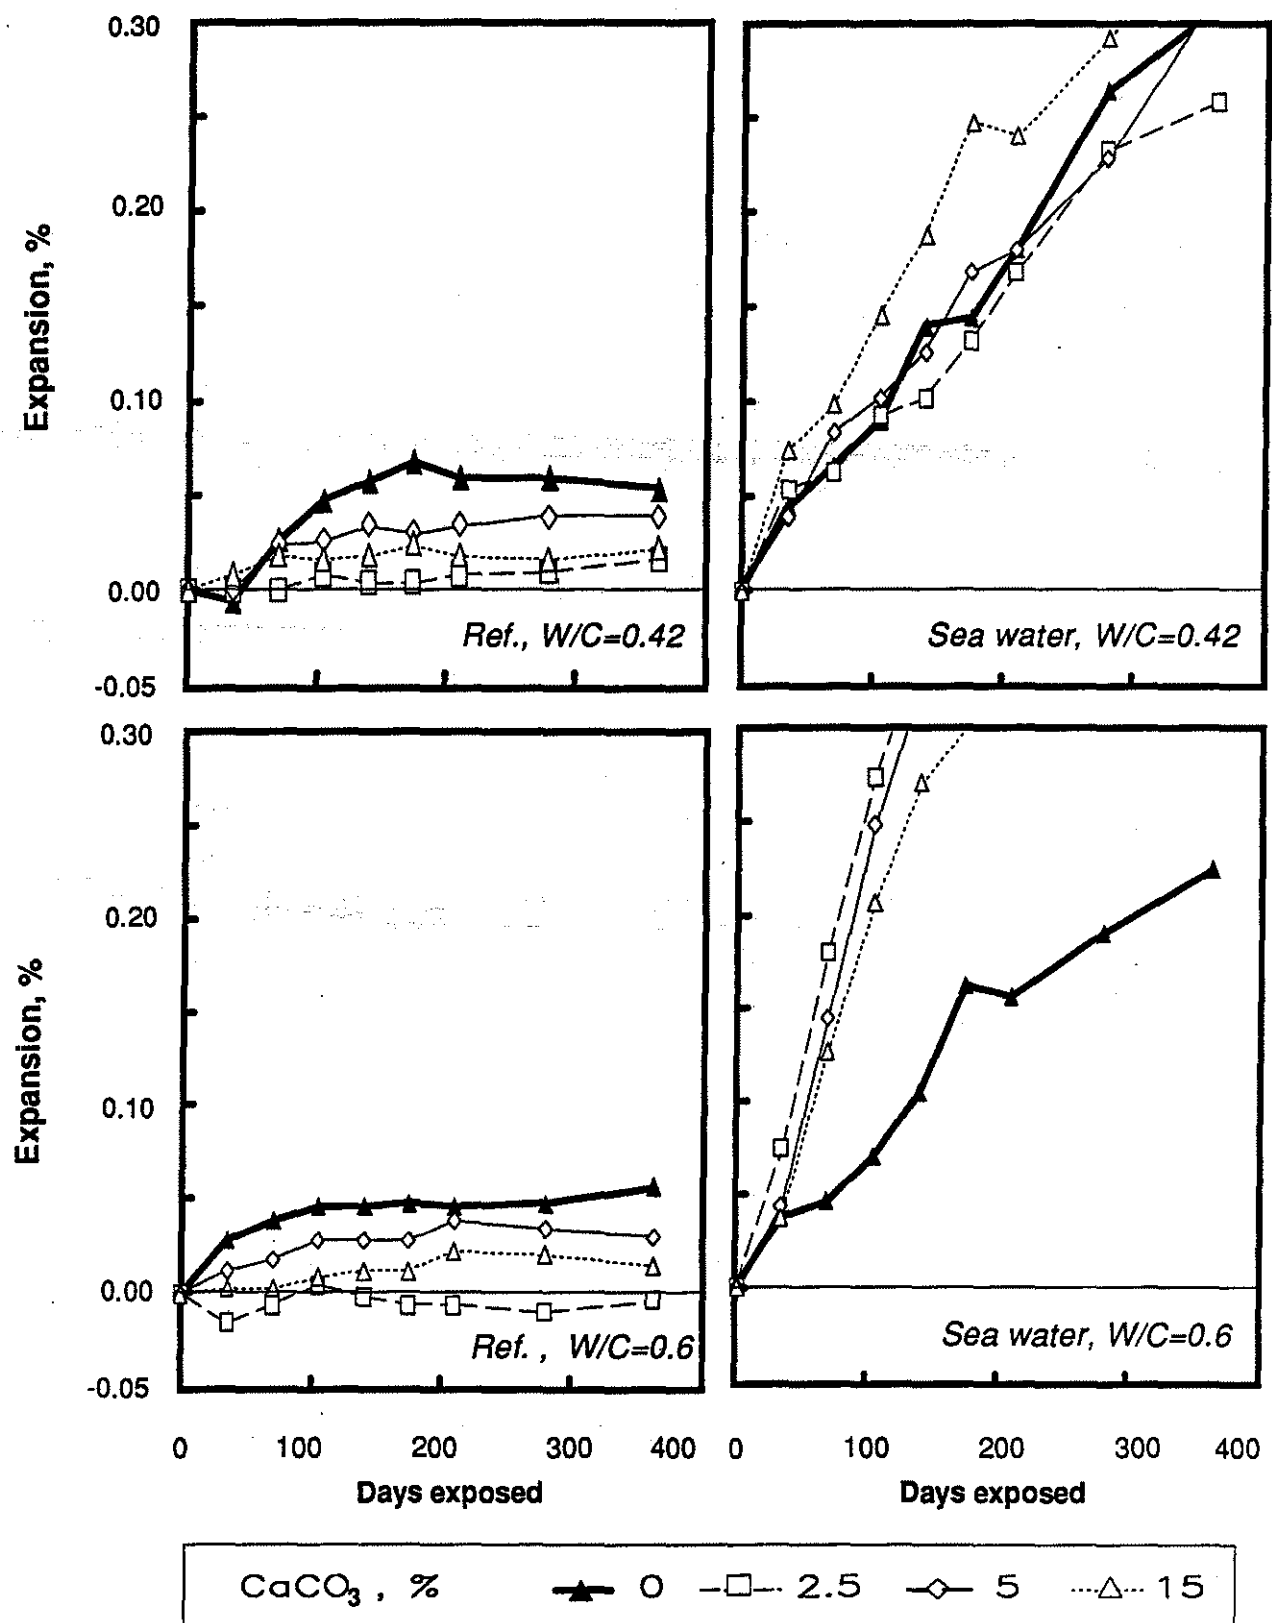 0.30
0.20
Expansion, %
0.10
0.00
Ref., W/C=0.42
Sea water, W/C=0.42
-0.05
0.30
0.20
Expansion, %
0.10
0.00
Ref. , W/C=0.6
Sea water, W/C=0.6
-0.05
0 100 200 300 400
0 100 200 300 400
Days exposed
Days exposed
CaCO₃ , % 0 2.5 5 15